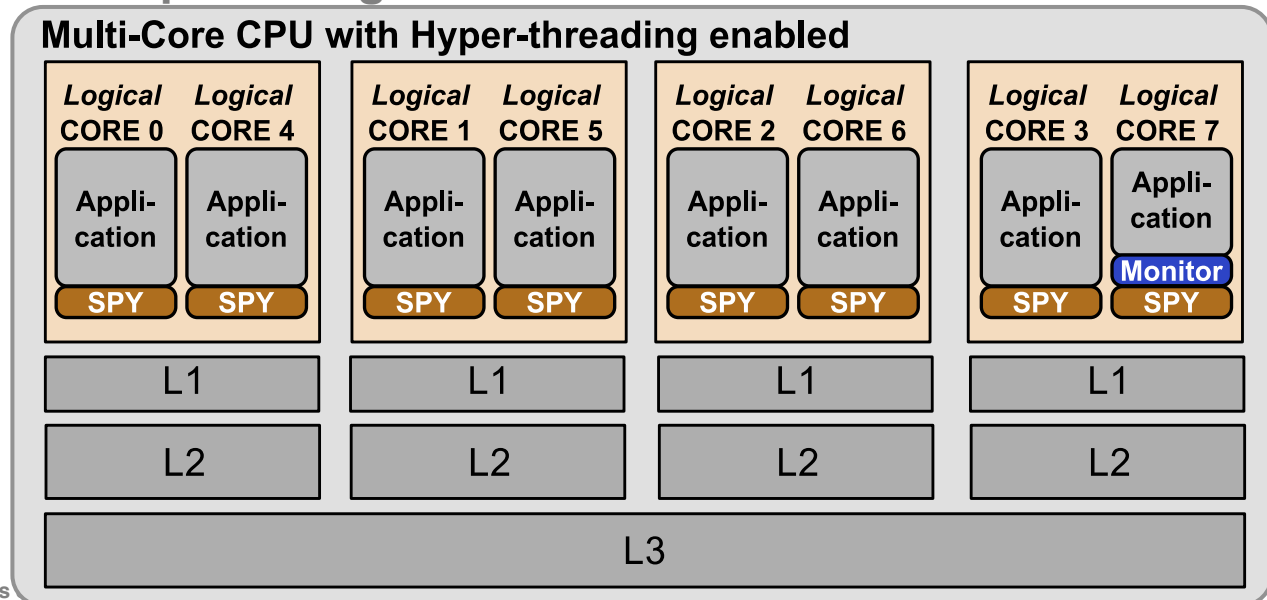 Multi-Core CPU with Hyper-threading enabled
Logical Logical
CORE 0 CORE 4
Appli-
cation
Appli-
cation
SPY SPY
Logical Logical
CORE 1 CORE 5
Appli-
cation
Appli-
cation
SPY SPY
Logical Logical
CORE 2 CORE 6
Appli-
cation
Appli-
cation
SPY SPY
Logical Logical
CORE 3 CORE 7
Appli-
cation
Appli-
cation
Monitor
SPY SPY
L1 L1 L1 L1
L2 L2 L2 L2
L3